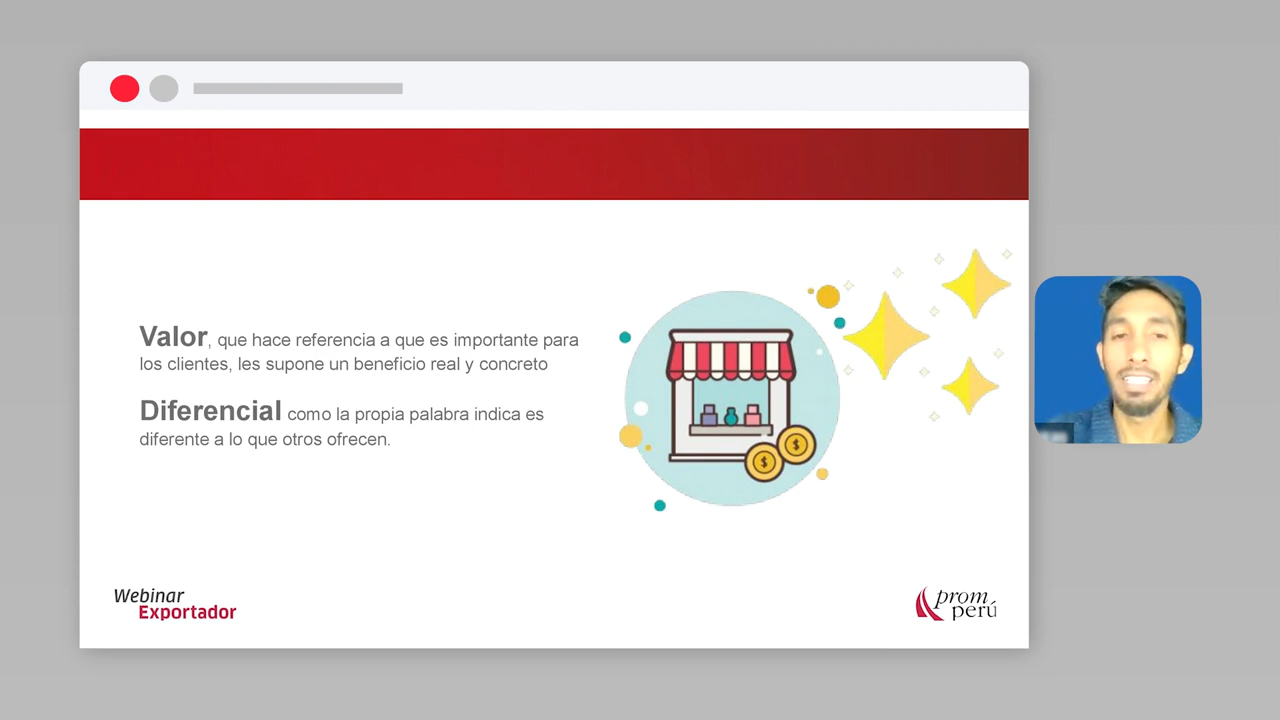 Valor, que hace referencia a que es importante para
los clientes, les supone un beneficio real y concreto
Diferencial como la propia palabra indica es
diferente a lo que otros ofrecen.
$
$
Webinar
Exportador
prom
perú